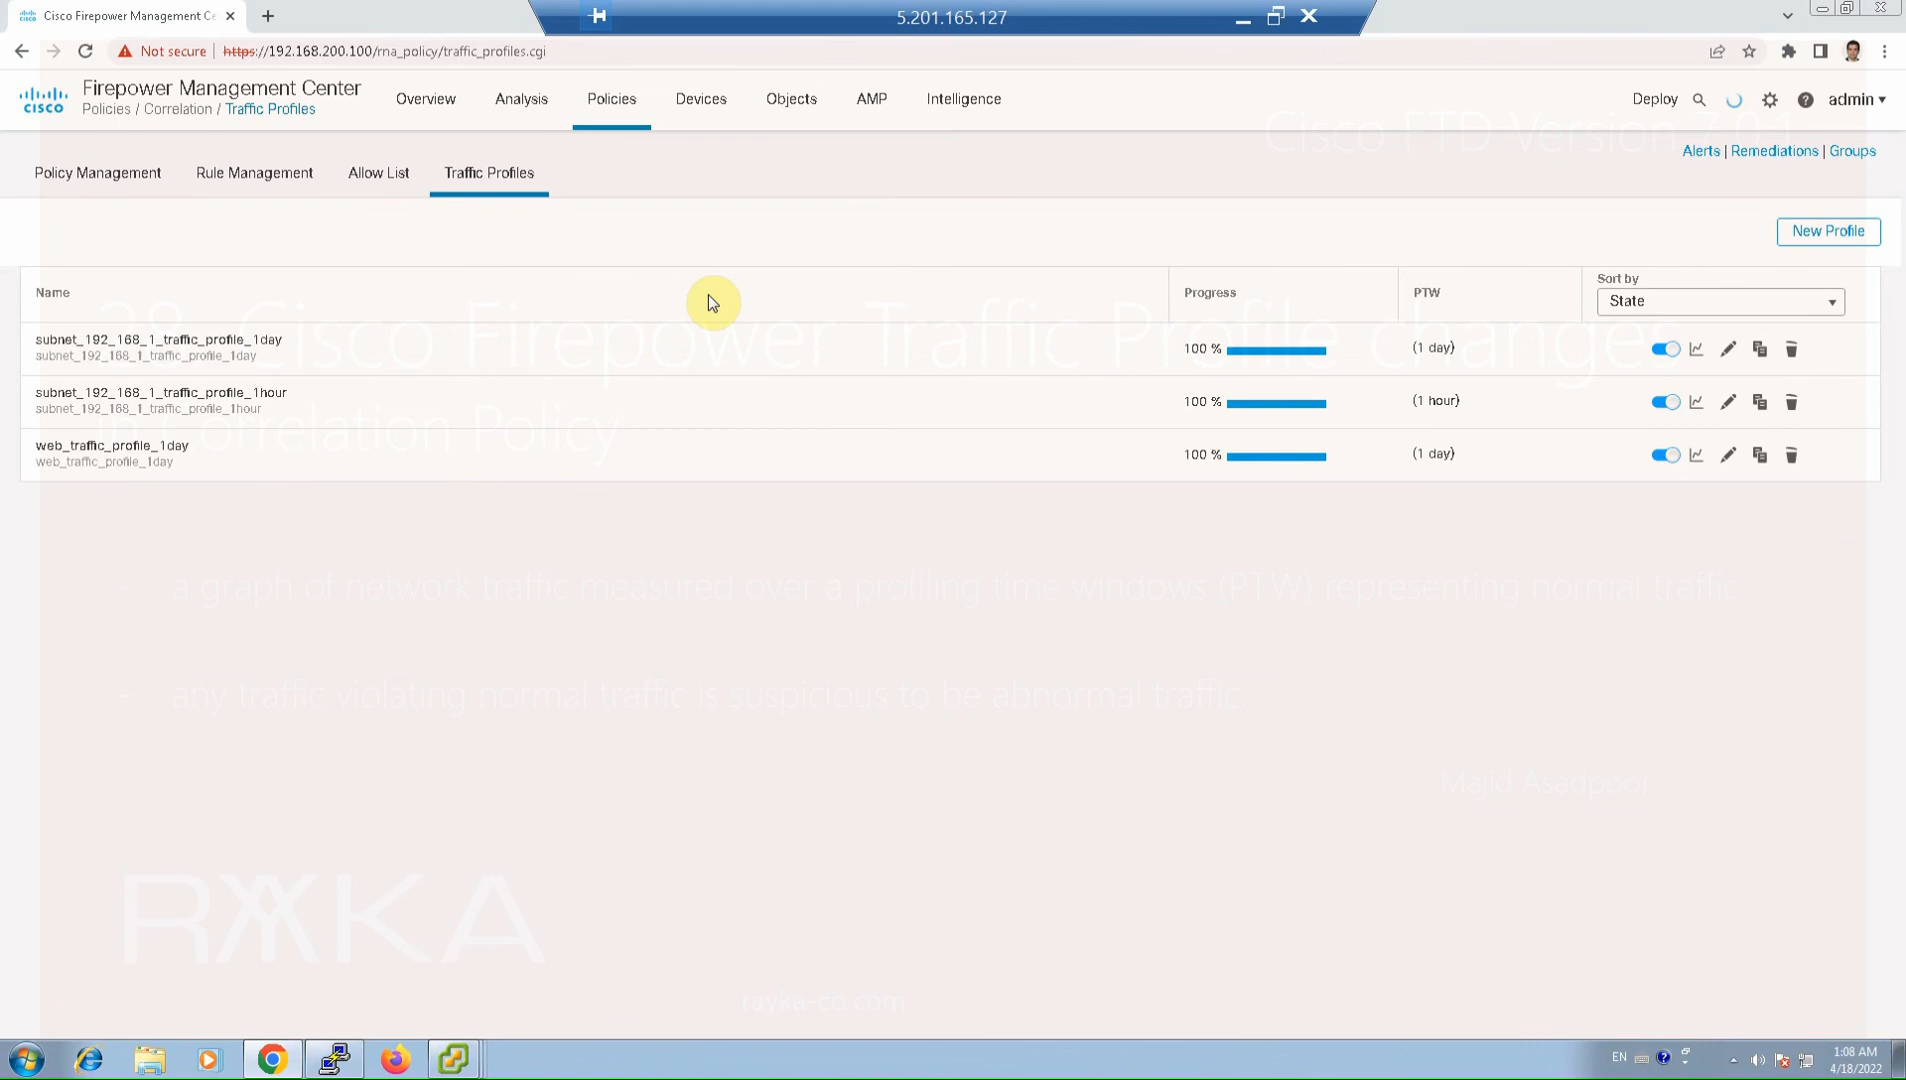 Cisco Firepower Management Ce
5.201.165.127
Not secure
https://192.168.200.100/rna_policy/traffic_profiles.cgi
CISCO
Firepower Management Center
Policies / Correlation / Traffic Profiles
Overview
Analysis
Policies
Devices
Objects
AMP
Intelligence
Deploy
admin
Cisco FTD Version 7.0.1
Alerts | Remediations | Groups
Policy Management
Rule Management
Allow List
Traffic Profiles
New Profile
Name
Progress
PTW
Sort by
State
28. Cisco Firepower Traffic Profile changes
in Correlation Policy
subnet_192_168_1_traffic_profile_1day
subnet_192_168_1_traffic_profile_1day
100 %
(1 day)
subnet_192_168_1_traffic_profile_1hour
subnet_192_168_1_traffic_profile_1hour
100 %
(1 hour)
web_traffic_profile_1day
web_traffic_profile_1day
100 %
(1 day)
- a graph of network traffic measured over a profiling time windows (PTW) representing normal traffic
- any traffic violating normal traffic is suspicious to be abnormal traffic
Majid Asadpoor
RAYKA
rayka-co.com
EN
1:08 AM
4/18/2022